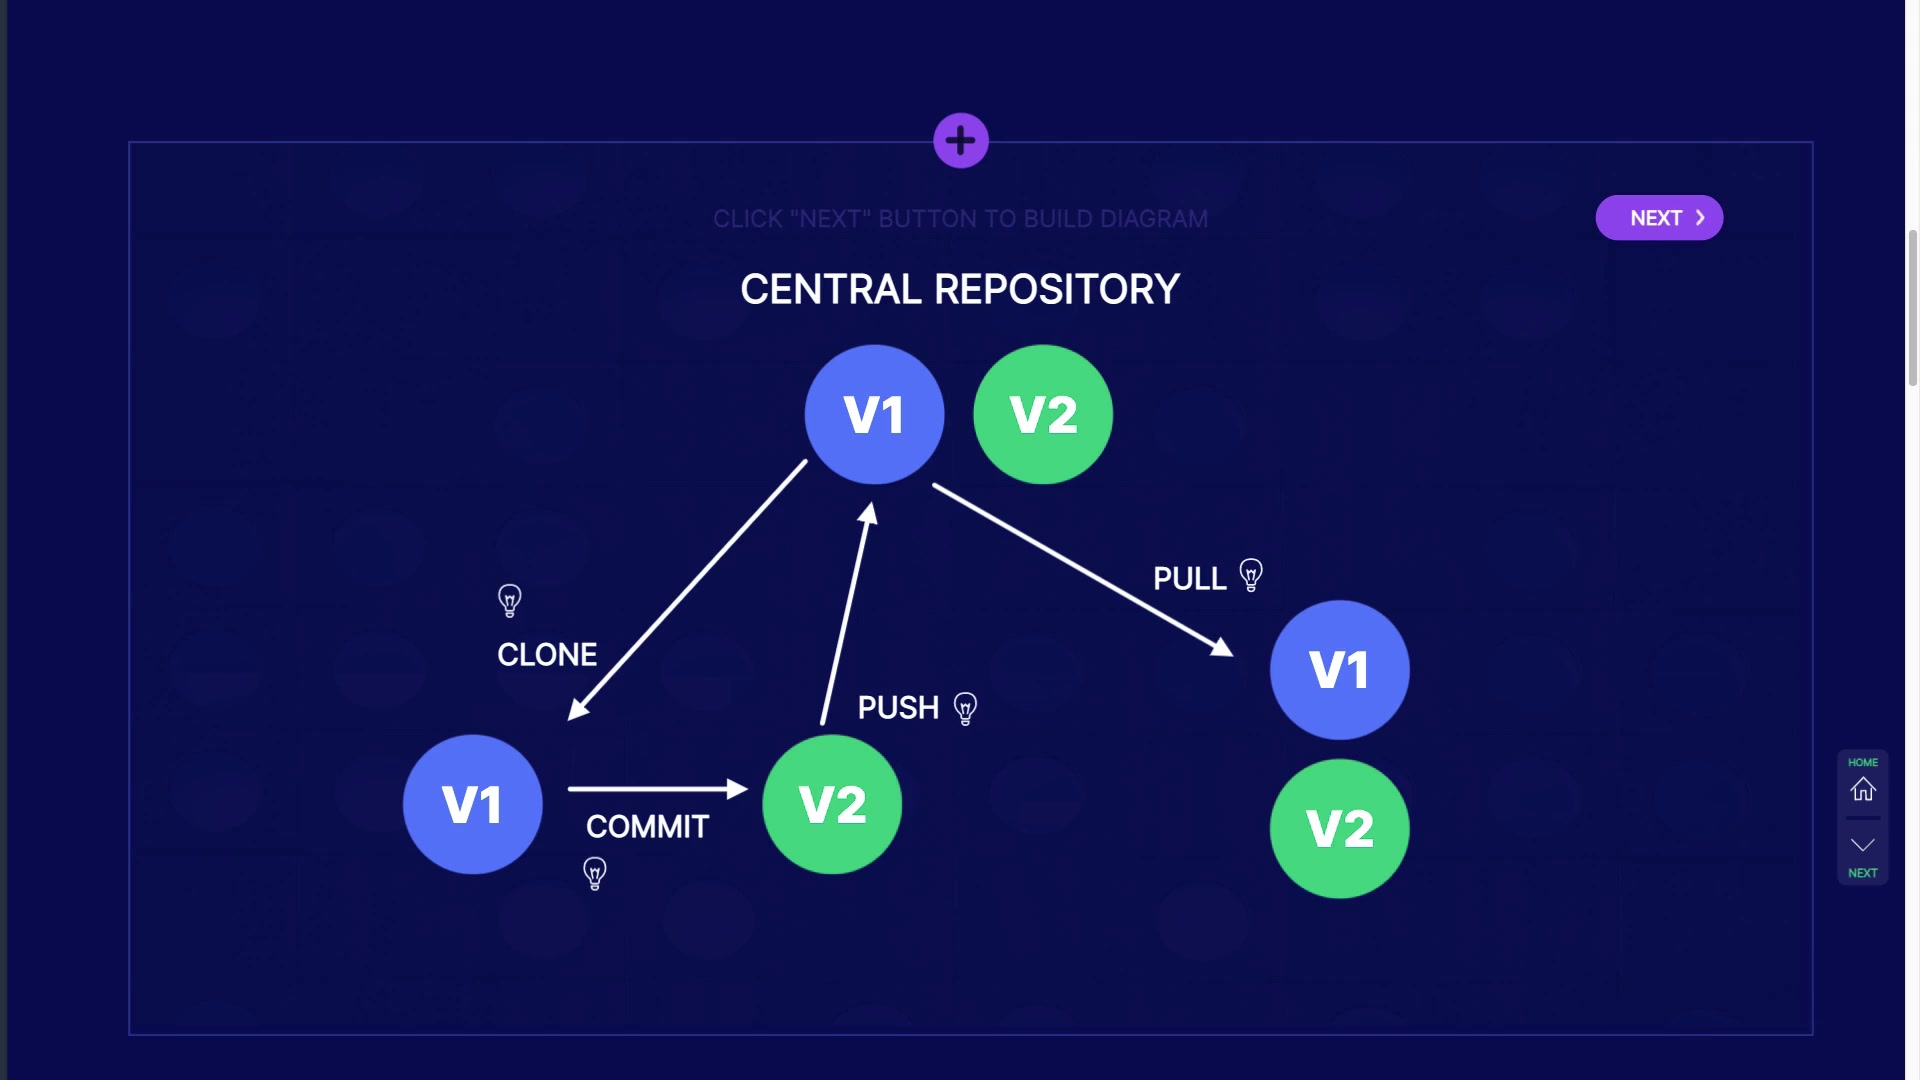 CLICK "NEXT" BUTTON TO BUILD DIAGRAM
NEXT
CENTRAL REPOSITORY
V1
V2
PULL
CLONE
V1
PUSH
HOME
V1
COMMIT
V2
V2
NEXT